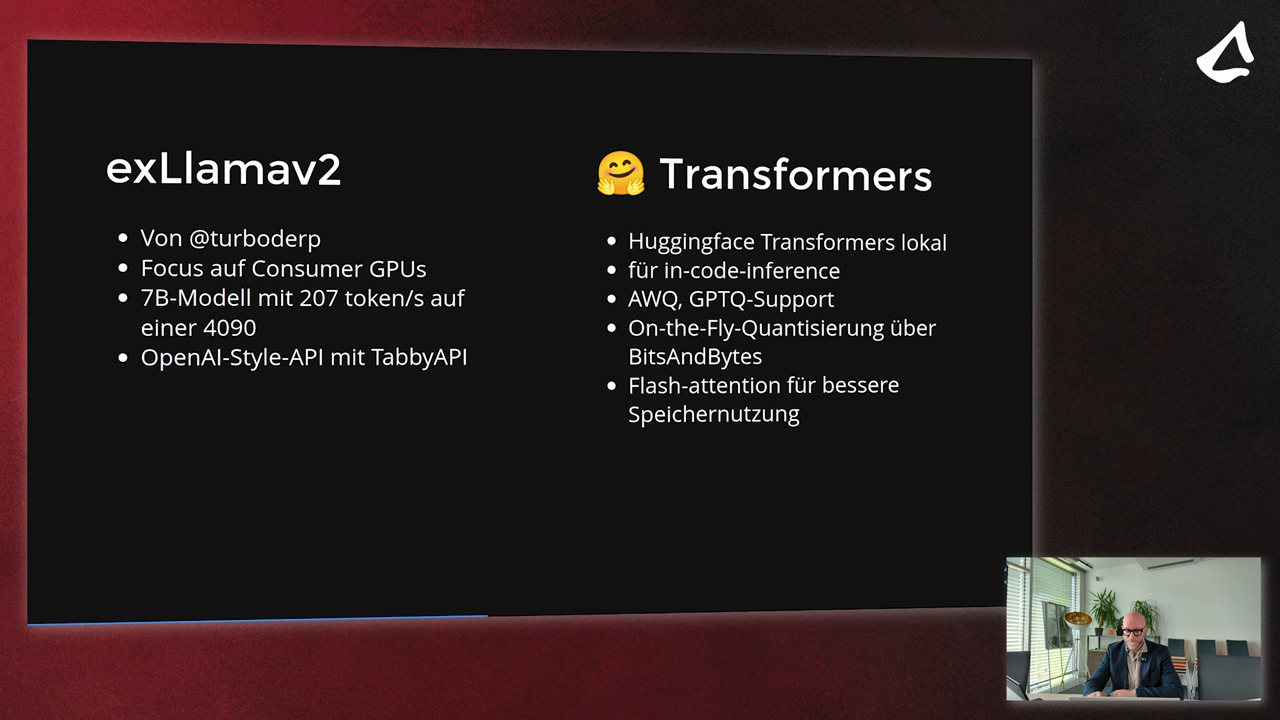 exLlamav2
Von @turboderp
Focus auf Consumer GPUs
7B-Modell mit 207 token/s auf
einer 4090
OpenAI-Style-API mit TabbyAPI
🤗 Transformers
Huggingface Transformers lokal
für in-code-inference
AWQ, GPTQ-Support
On-the-Fly-Quantisierung über
BitsAndBytes
Flash-attention für bessere
Speichernutzung